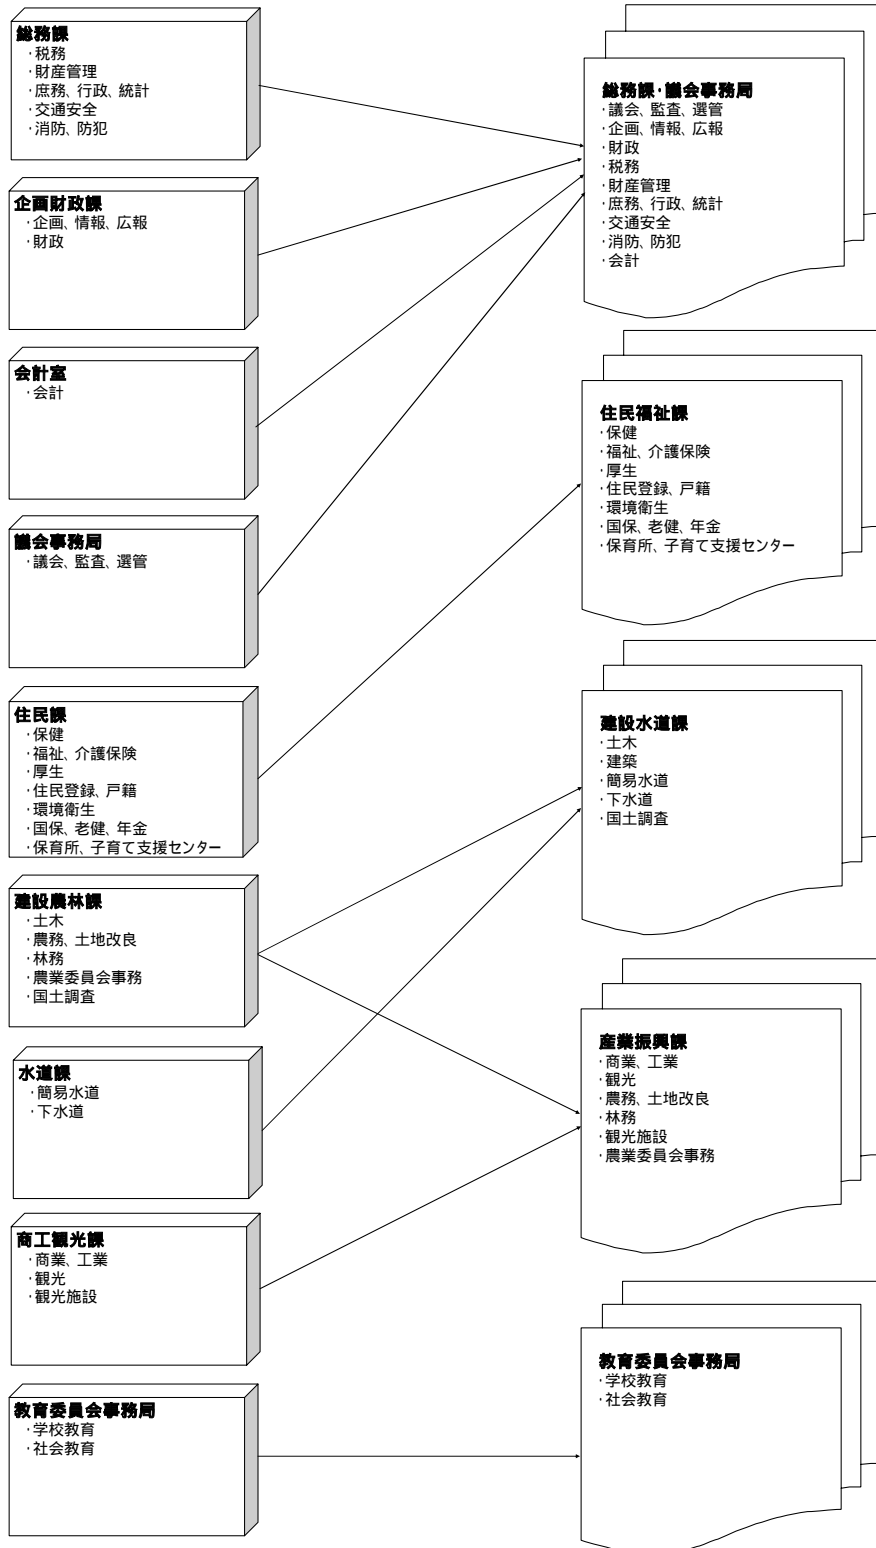 総務課
・税務
・財産管理
・庶務、行政、統計
・交通安全
・消防、防犯
企画財政課
・企画、情報、広報
・財政
会計室
・会計
議会事務局
・議会、監査、選管
住民課
・保健
・福祉、介護保険
・厚生
・住民登録、戸籍
・環境衛生
・国保、老健、年金
・保育所、子育て支援センター
建設農林課
・土木
・農務、土地改良
・林務
・農業委員会事務
・国土調査
水道課
・簡易水道
・下水道
商工観光課
・商業、工業
・観光
・観光施設
教育委員会事務局
・学校教育
・社会教育
総務課・議会事務局
・議会、監査、選管
・企画、情報、広報
・財政
・税務
・財産管理
・庶務、行政、統計
・交通安全
・消防、防犯
・会計
住民福祉課
・保健
・福祉、介護保険
・厚生
・住民登録、戸籍
・環境衛生
・国保、老健、年金
・保育所、子育て支援センター
建設水道課
・土木
・建築
・簡易水道
・下水道
・国土調査
産業振興課
・商業、工業
・観光
・農務、土地改良
・林務
・観光施設
・農業委員会事務
教育委員会事務局
・学校教育
・社会教育